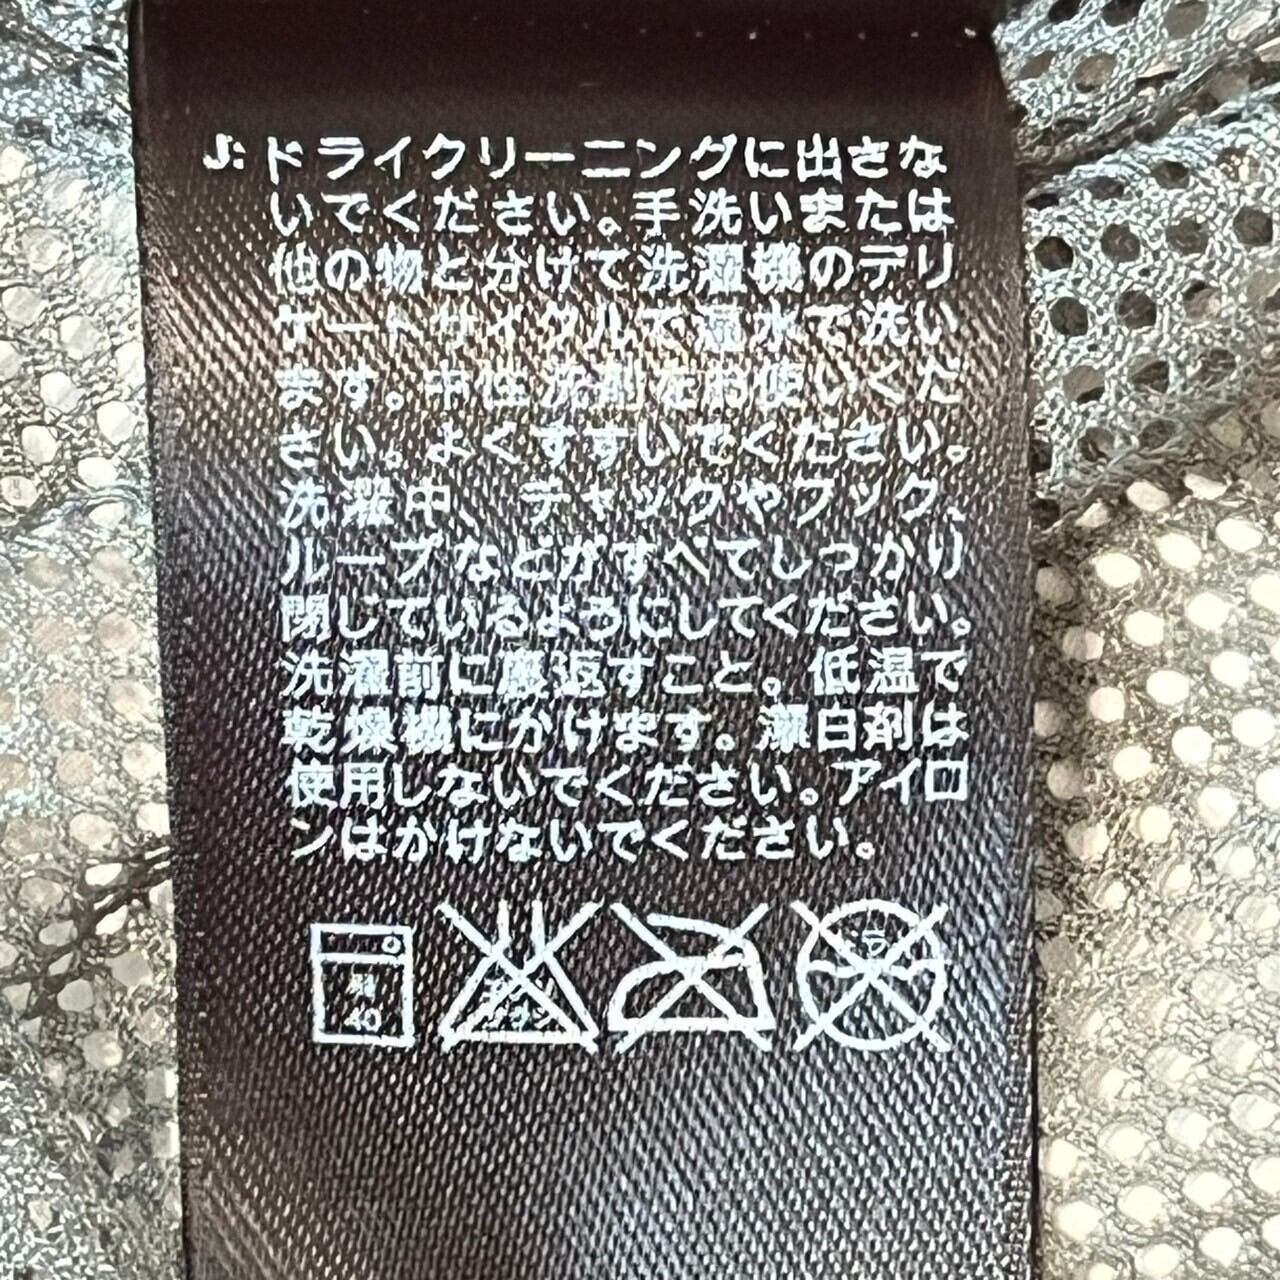 J: ドライクリーニングに出さな
いでください。手洗いまたは
他の物と分けて洗濯機のデリ
ケートサイクルで温水で洗い
ます。中性洗剤をお使いくだ
さい。よくすすいでください。
洗濯中、チャックやフック、
ループなどがすべてしっかり
閉じているようにしてください。
洗濯前に裏返すこと。低温で
乾燥機にかけます。漂白剤は
使用しないでください。アイロ
ンはかけないでください。
40